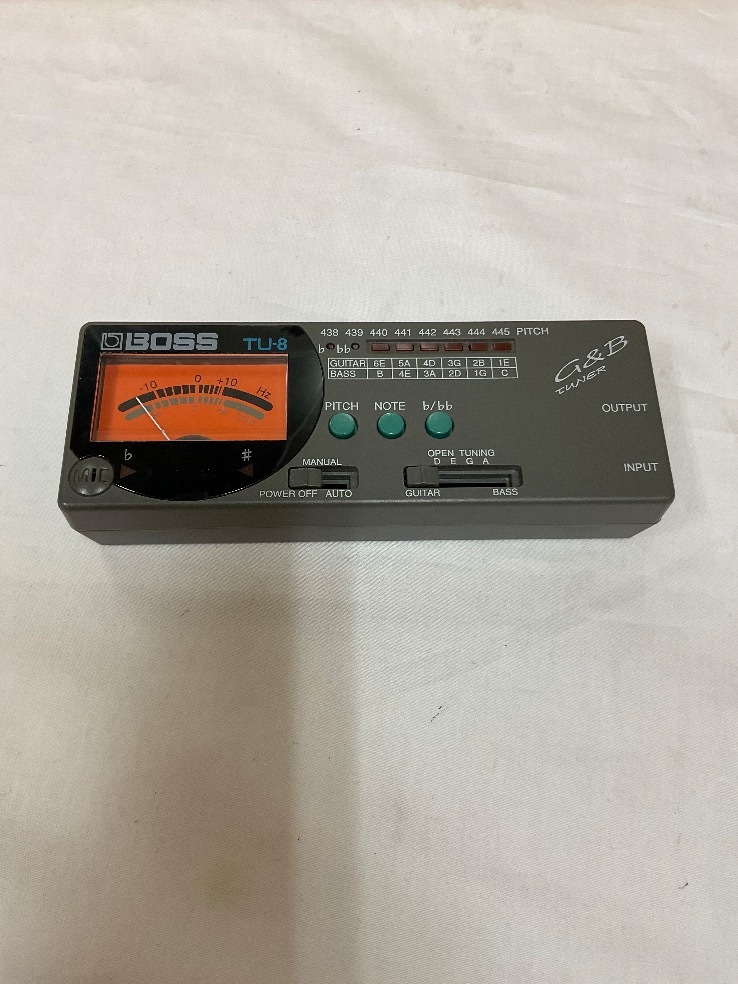 BOSS TU-8
-10 0 +10 Hz
♭ ♯
MIC
438 439 440 441 442 443 444 445 PITCH
♭ ♭♭
GUITAR 6E 5A 4D 3G 2B 1E
BASS B 4E 3A 2D 1G C
G&B
TUNER
PITCH NOTE ♭/♭♭
OUTPUT
INPUT
MANUAL
POWER OFF AUTO
OPEN TUNING
D E G A
GUITAR BASS